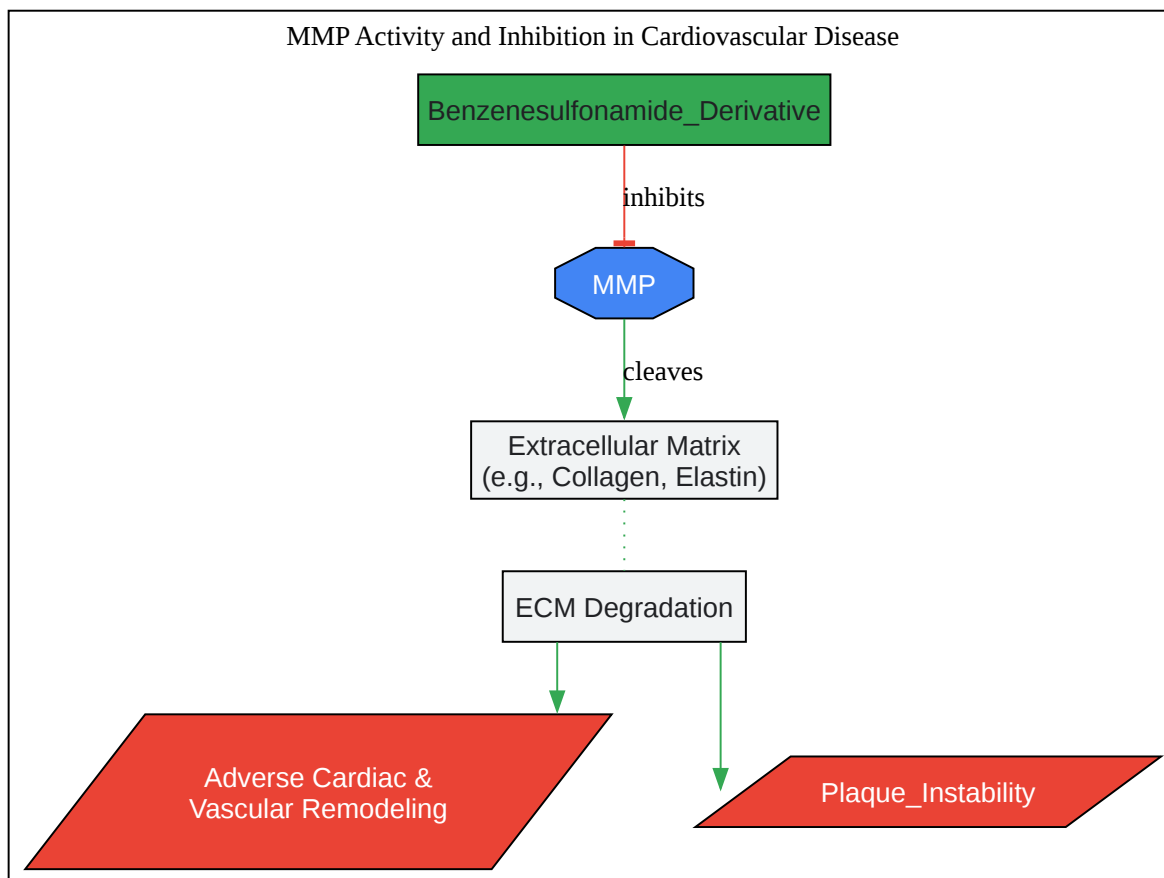 MMP Activity and Inhibition in Cardiovascular Disease
Benzenesulfonamide_Derivative
inhibits
MMP
cleaves
Extracellular Matrix
(e.g., Collagen, Elastin)
ECM Degradation
Adverse Cardiac &
Vascular Remodeling
Plaque_Instability